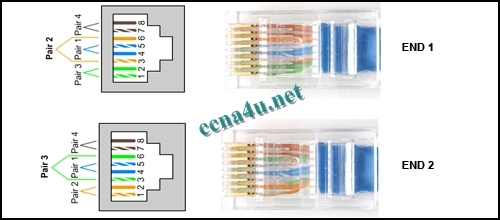 Pair 4
Pair 2
Pair 1
Pair 3
1 2 3 4 5 6 7 8
END 1
ccna4u.net
Pair 4
Pair 3
Pair 1
Pair 2
1 2 3 4 5 6 7 8
END 2